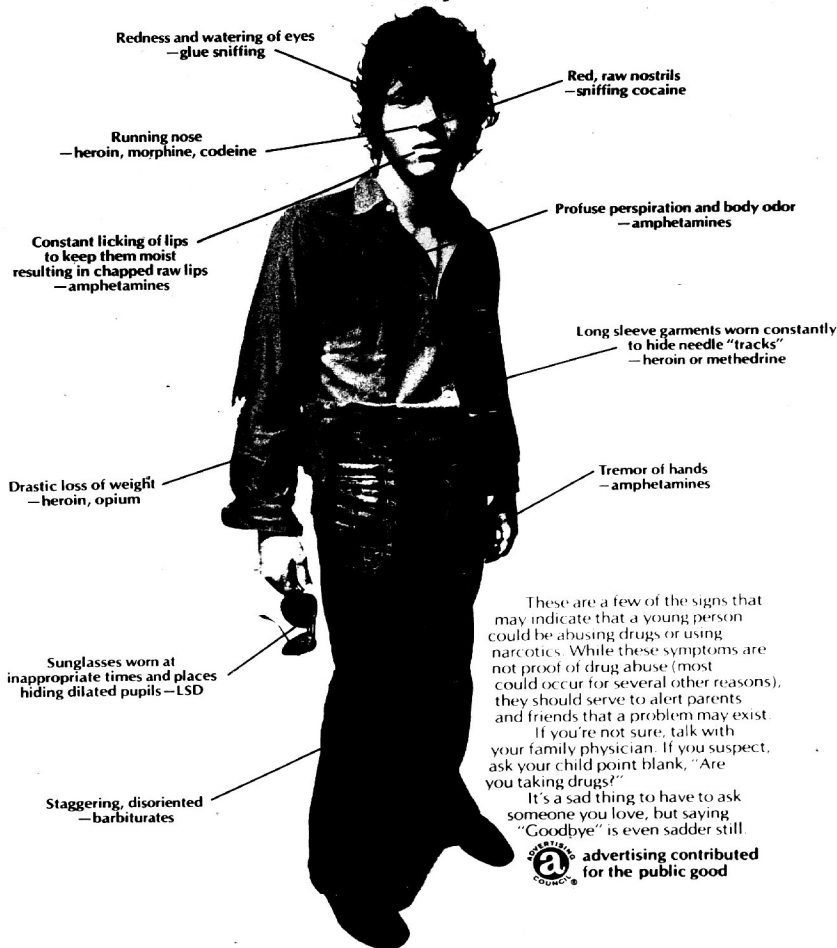 Redness and watering of eyes
—glue sniffing
Red, raw nostrils
—sniffing cocaine
Running nose
—heroin, morphine, codeine
Profuse perspiration and body odor
—amphetamines
Constant licking of lips
to keep them moist
resulting in chapped raw lips
—amphetamines
Long sleeve garments worn constantly
to hide needle "tracks"
—heroin or methedrine
Drastic loss of weight
—heroin, opium
Tremor of hands
—amphetamines
Sunglasses worn at
inappropriate times and places
hiding dilated pupils—LSD
Staggering, disoriented
—barbiturates
These are a few of the signs that
may indicate that a young person
could be abusing drugs or using
narcotics. While these symptoms are
not proof of drug abuse (most
could occur for several other reasons),
they should serve to alert parents
and friends that a problem may exist.
If you're not sure, talk with
your family physician. If you suspect,
ask your child point blank, "Are
you taking drugs?"
It's a sad thing to have to ask
someone you love, but saying
"Goodbye" is even sadder still.
ADVERTISING
a
COUNCIL ®
advertising contributed
for the public good